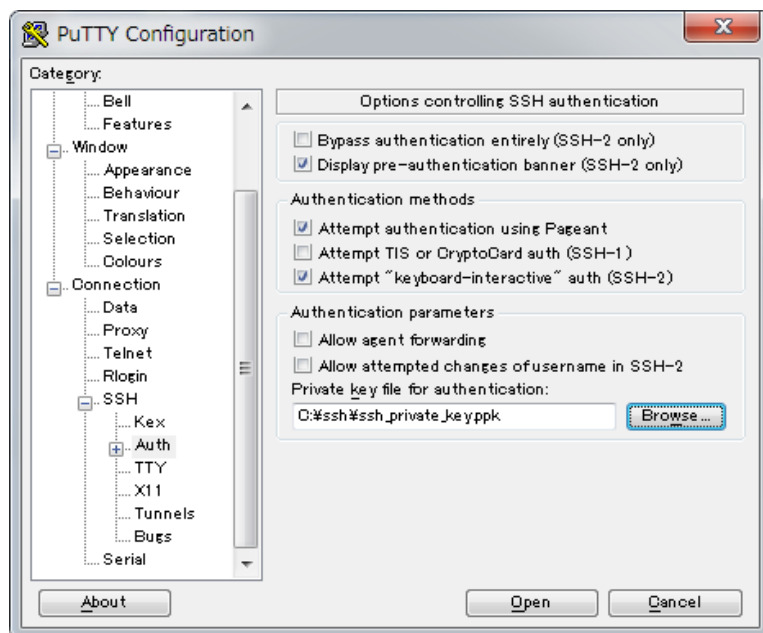 PuTTY Configuration
Category:
Bell
Features
Window
Appearance
Behaviour
Translation
Selection
Colours
Connection
Data
Proxy
Telnet
Rlogin
SSH
Kex
Auth
TTY
X11
Tunnels
Bugs
Serial
Options controlling SSH authentication
Bypass authentication entirely (SSH-2 only)
Display pre-authentication banner (SSH-2 only)
Authentication methods
Attempt authentication using Pageant
Attempt TIS or CryptoCard auth (SSH-1)
Attempt "keyboard-interactive" auth (SSH-2)
Authentication parameters
Allow agent forwarding
Allow attempted changes of username in SSH-2
Private key file for authentication:
C:¥ssh¥ssh_private_key.ppk
Browse...
About
Open
Cancel